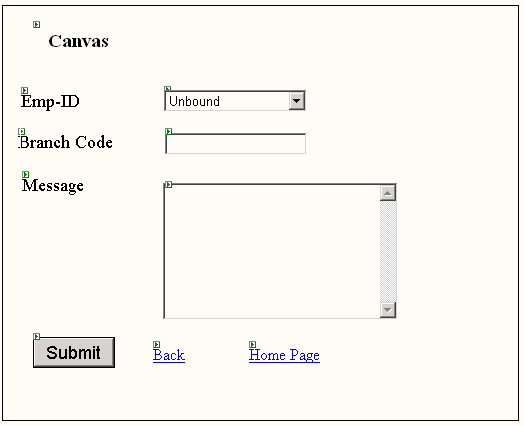 Canvas
Emp-ID
Unbound
Branch Code
Message
Submit
Back
Home Page